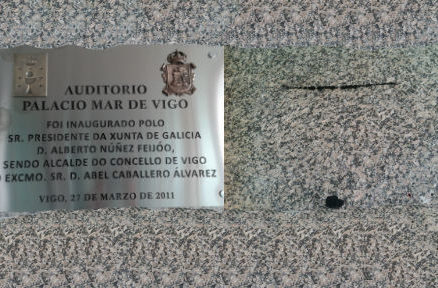 AUDITORIO
PALACIO MAR DE VIGO
FOI INAUGURADO POLO
SR. PRESIDENTE DA XUNTA DE GALICIA
D. ALBERTO NÚÑEZ FEIJÓO,
SENDO ALCALDE DO CONCELLO DE VIGO
O EXCMO. SR. D. ABEL CABALLERO ÁLVAREZ
VIGO, 27 DE MARZO DE 2011